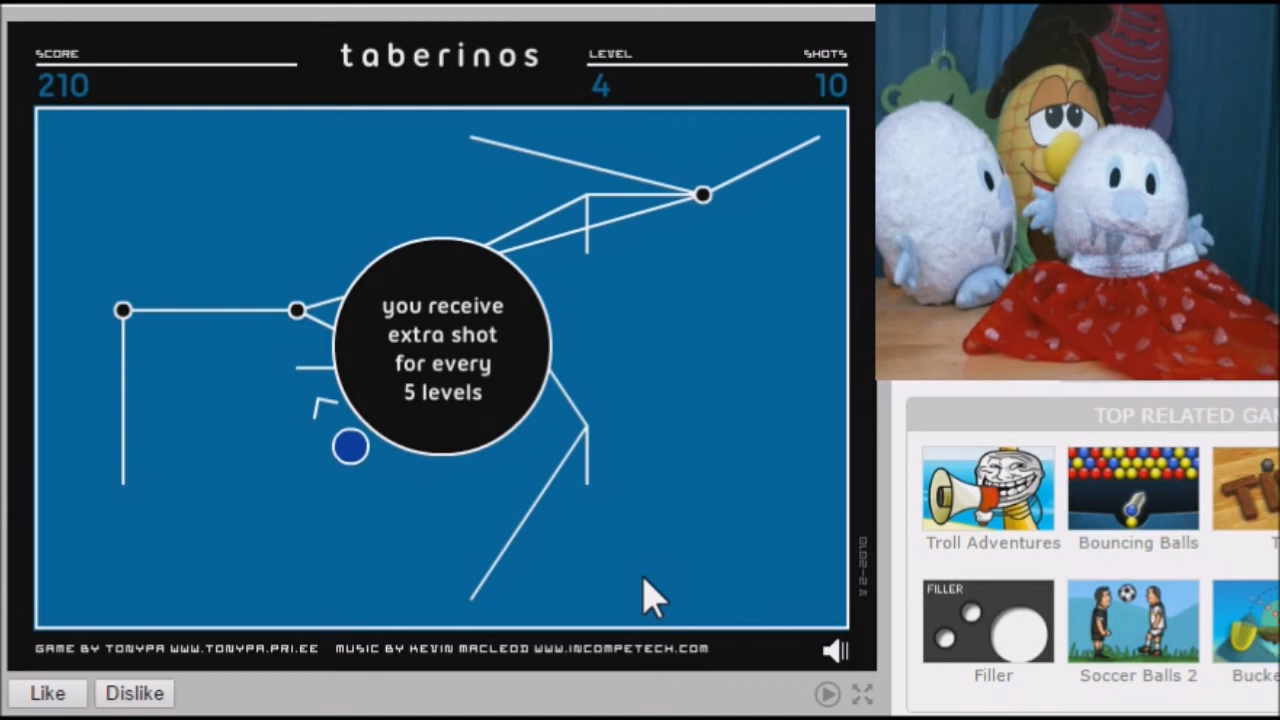 taberinos
SCORE
LEVEL
SHOTS
210
4
10
you receive
extra shot
for every
5 levels
GAME BY TONYPA WWW.TONYPA.PRI.EE
MUSIC BY KEVIN MACLEOD WWW.INCOMPETECH.COM
Like
Dislike
TOP RELATED GA
Troll Adventures
Bouncing Balls
FILLER
Filler
Soccer Balls 2
Bucke